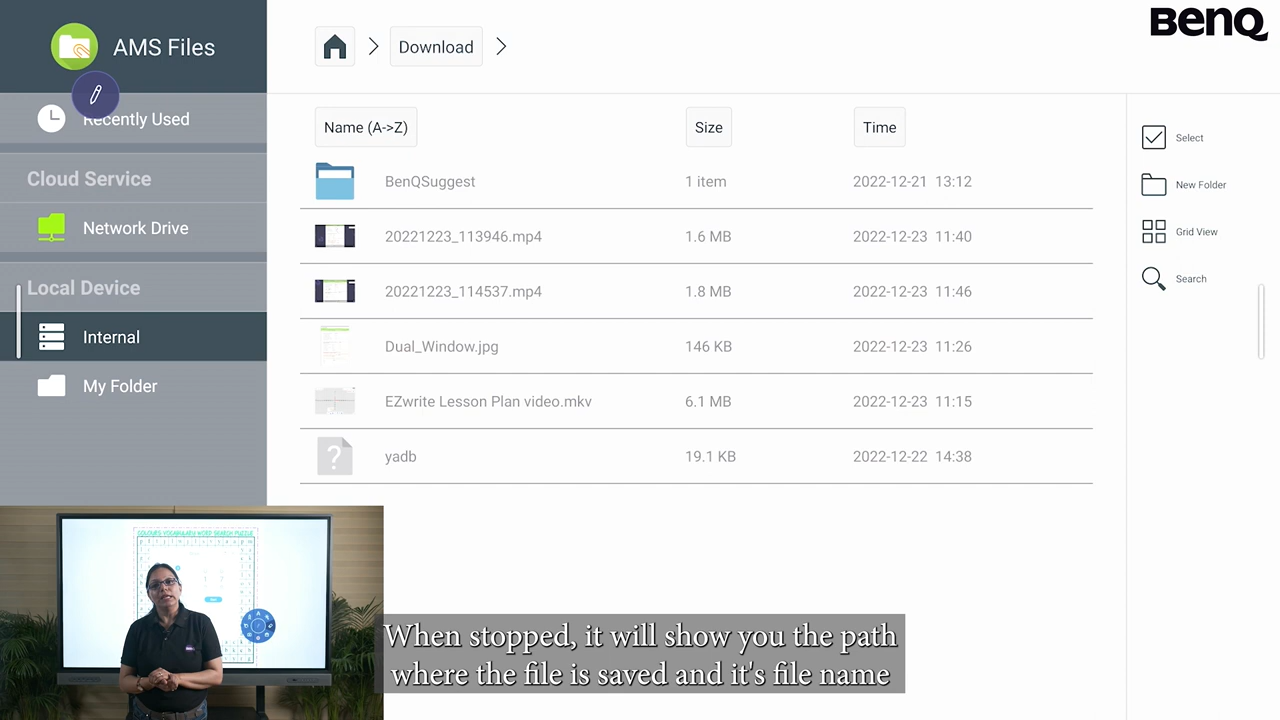 AMS Files
Recently Used
Cloud Service
Network Drive
Local Device
Internal
My Folder
Download
BenQ
Name (A->Z) Size Time
BenQSuggest 1 item 2022-12-21 13:12
20221223_113946.mp4 1.6 MB 2022-12-23 11:40
20221223_114537.mp4 1.8 MB 2022-12-23 11:46
Dual_Window.jpg 146 KB 2022-12-23 11:26
EZwrite Lesson Plan video.mkv 6.1 MB 2022-12-23 11:15
? yadb 19.1 KB 2022-12-22 14:38
Select
New Folder
Grid View
Search
COLOURS VOCABULARY WORD SEARCH PUZZLE
When stopped, it will show you the path
where the file is saved and it's file name